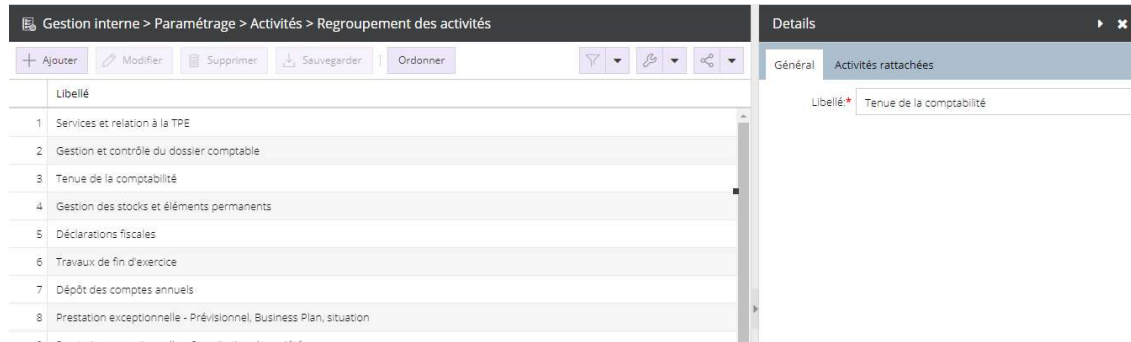 Gestion interne > Paramétrage > Activités > Regroupement des activités
Ajouter Modifier Supprimer Sauvegarder Ordonner
Libellé
1 Services et relation à la TPE
2 Gestion et contrôle du dossier comptable
3 Tenue de la comptabilité
4 Gestion des stocks et éléments permanents
5 Déclarations fiscales
6 Travaux de fin d'exercice
7 Dépôt des comptes annuels
8 Prestation exceptionnelle - Prévisionnel, Business Plan, situation
Details
Général Activités rattachées
Libellé:* Tenue de la comptabilité